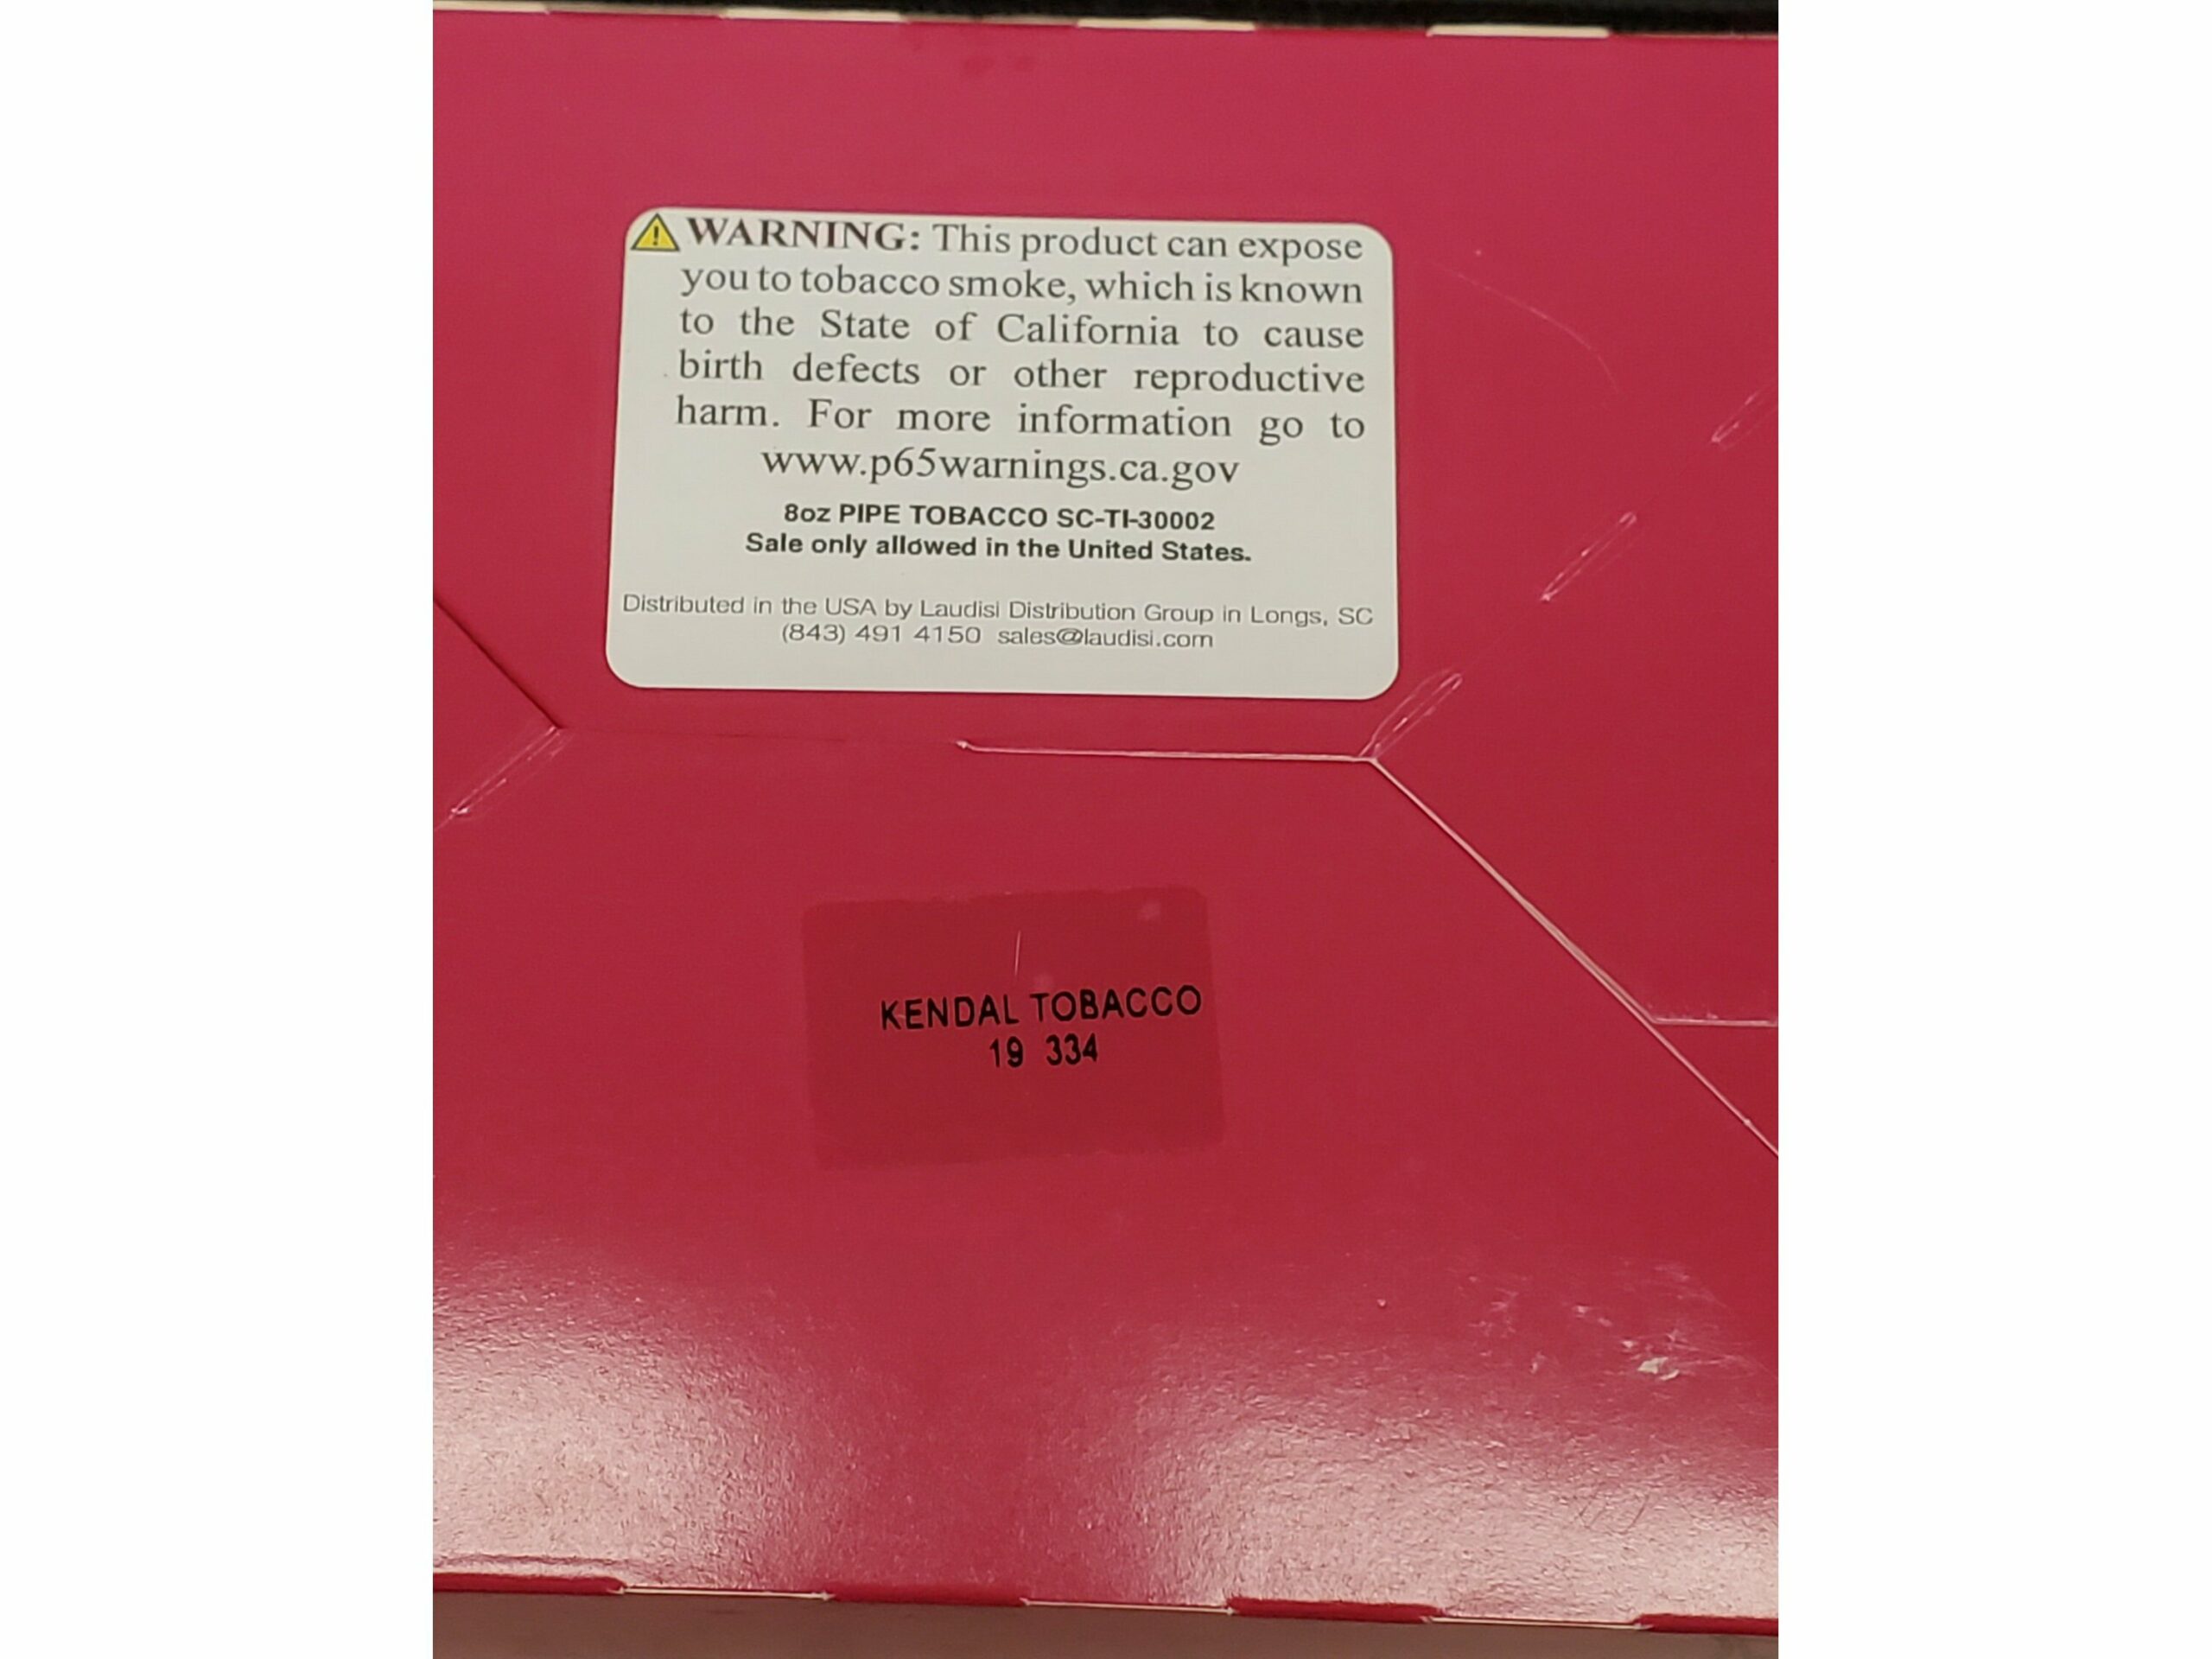 WARNING: This product can expose
you to tobacco smoke, which is known
to the State of California to cause
birth defects or other reproductive
harm. For more information go to
www.p65warnings.ca.gov
8oz PIPE TOBACCO SC-TI-30002
Sale only allowed in the United States.
Distributed in the USA by Laudisi Distribution Group in Longs, SC
(843) 491 4150 sales@laudisi.com
KENDAL TOBACCO
19 334